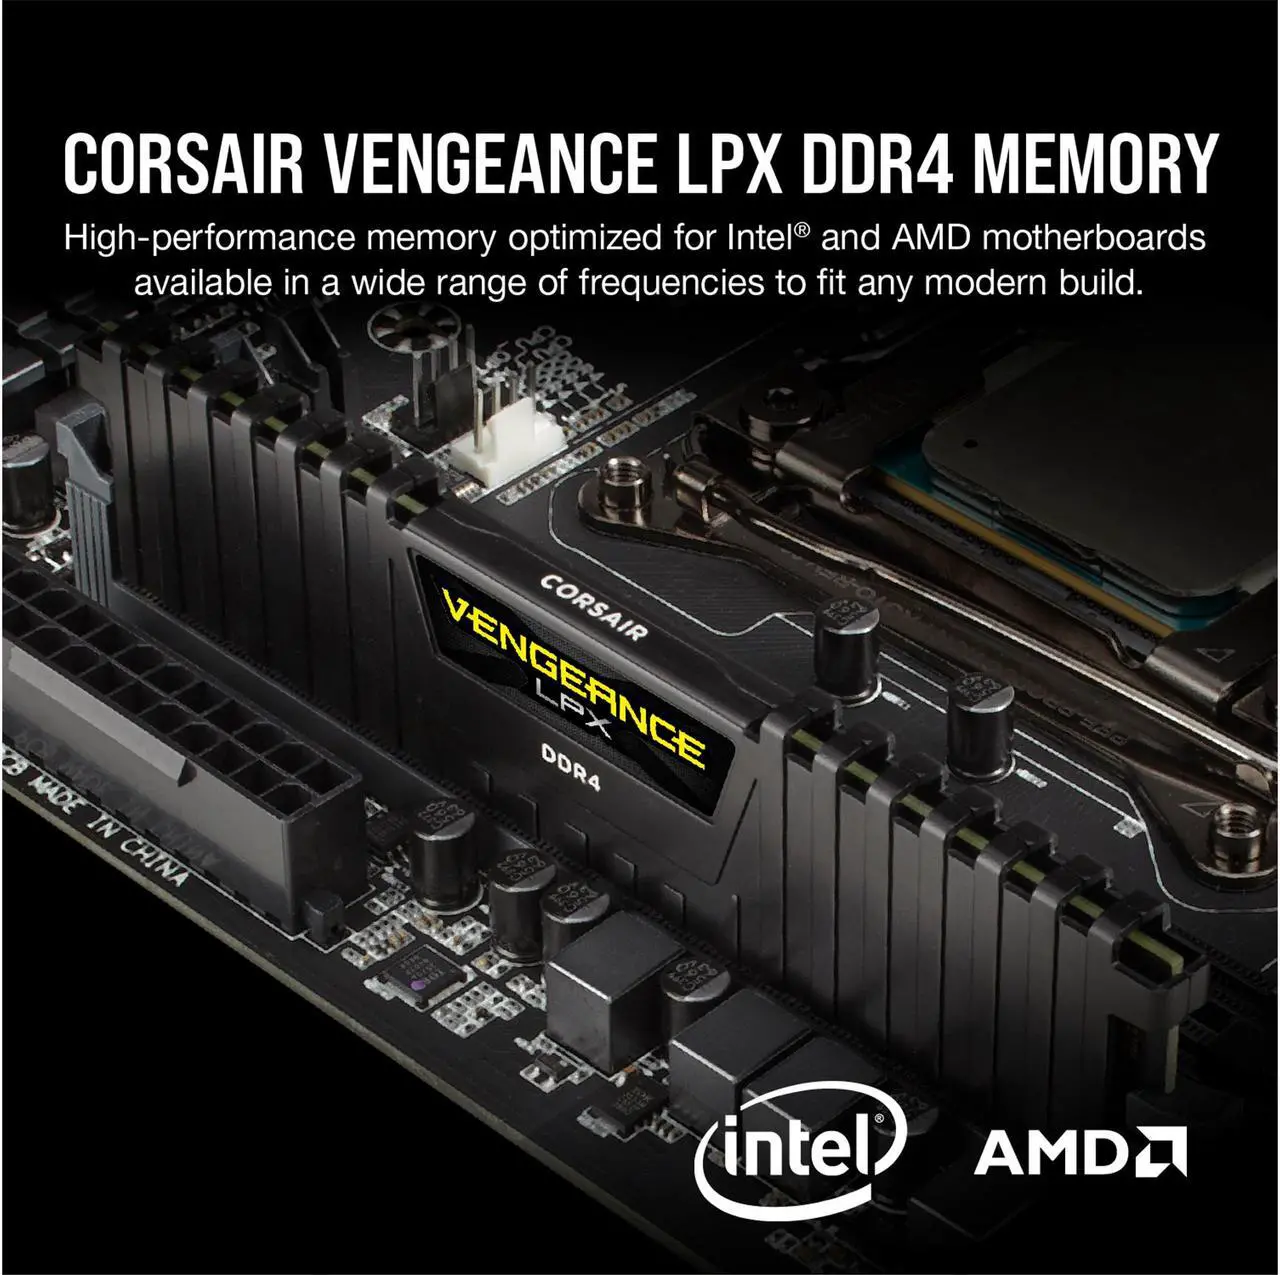 CORSAIR VENGEANCE LPX DDR4 MEMORY
High-performance memory optimized for Intel® and AMD motherboards
available in a wide range of frequencies to fit any modern build.
CORSAIR
VENGEANCE
LPX
DDR4
MADE IN CHINA
intel®
AMD